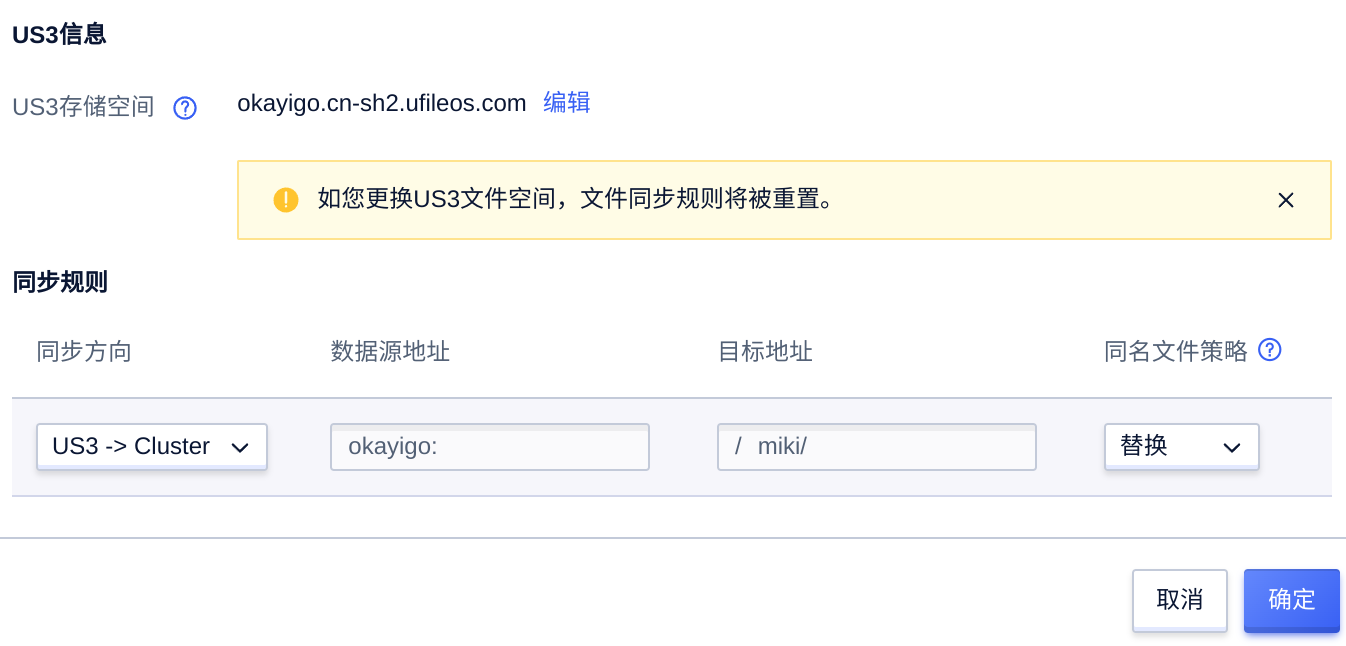 US3信息
US3存储空间 ? okayigo.cn-sh2.ufileos.com 编辑
! 如您更换US3文件空间，文件同步规则将被重置。
同步规则
同步方向 数据源地址 目标地址 同名文件策略 ?
US3 -> Cluster okayigo: / miki/ 替换
取消 确定